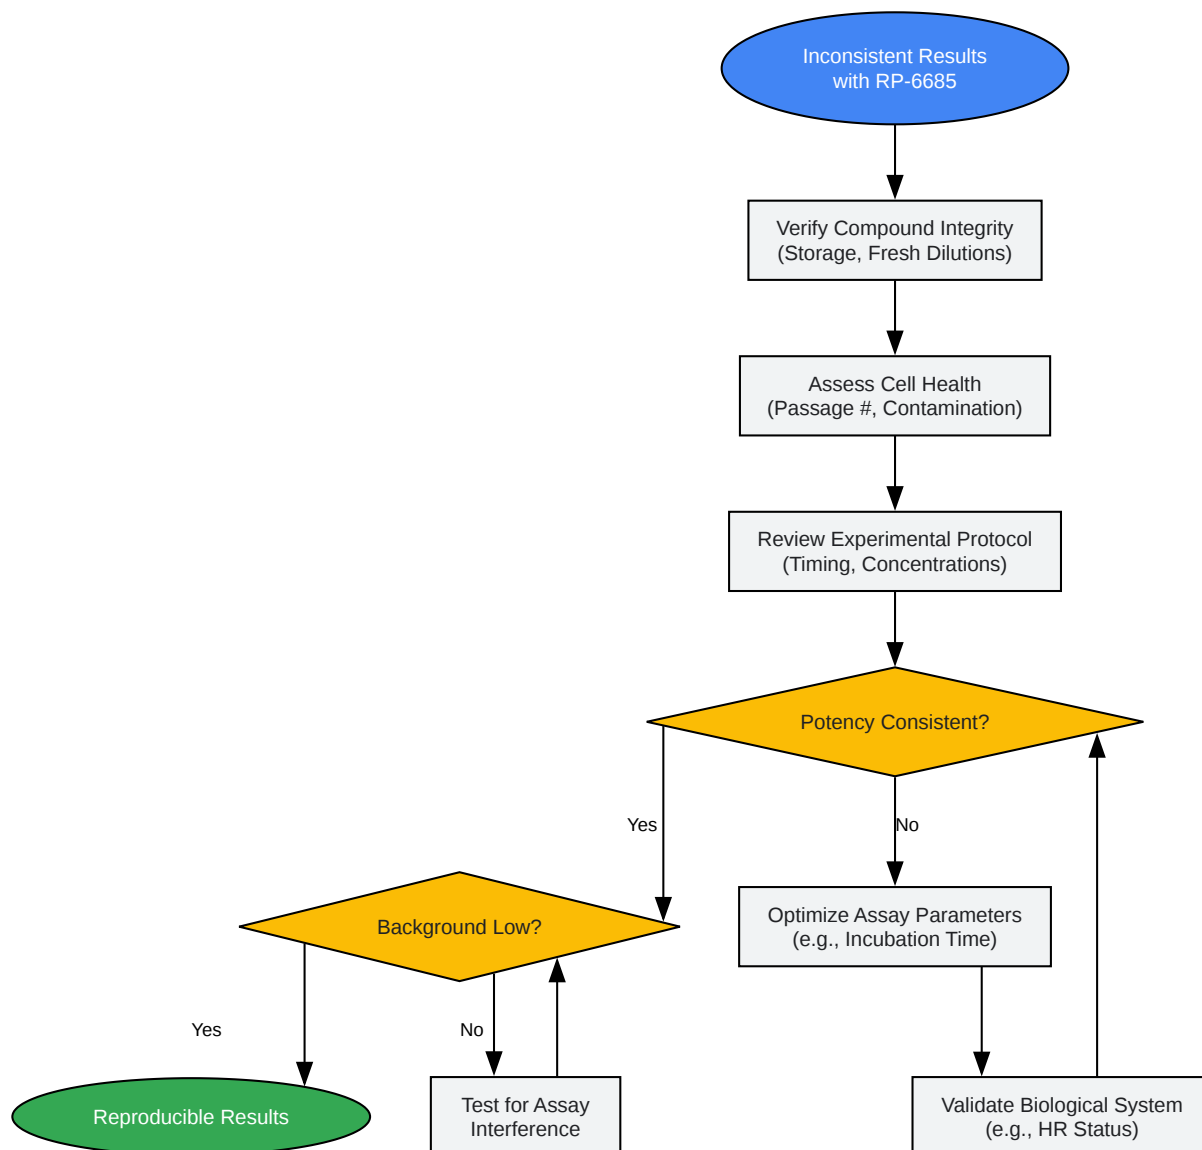 Inconsistent Results
with RP-6685
Verify Compound Integrity
(Storage, Fresh Dilutions)
Assess Cell Health
(Passage #, Contamination)
Review Experimental Protocol
(Timing, Concentrations)
Potency Consistent?
Yes
No
Background Low?
Optimize Assay Parameters
(e.g., Incubation Time)
Yes
No
Reproducible Results
Test for Assay
Interference
Validate Biological System
(e.g., HR Status)